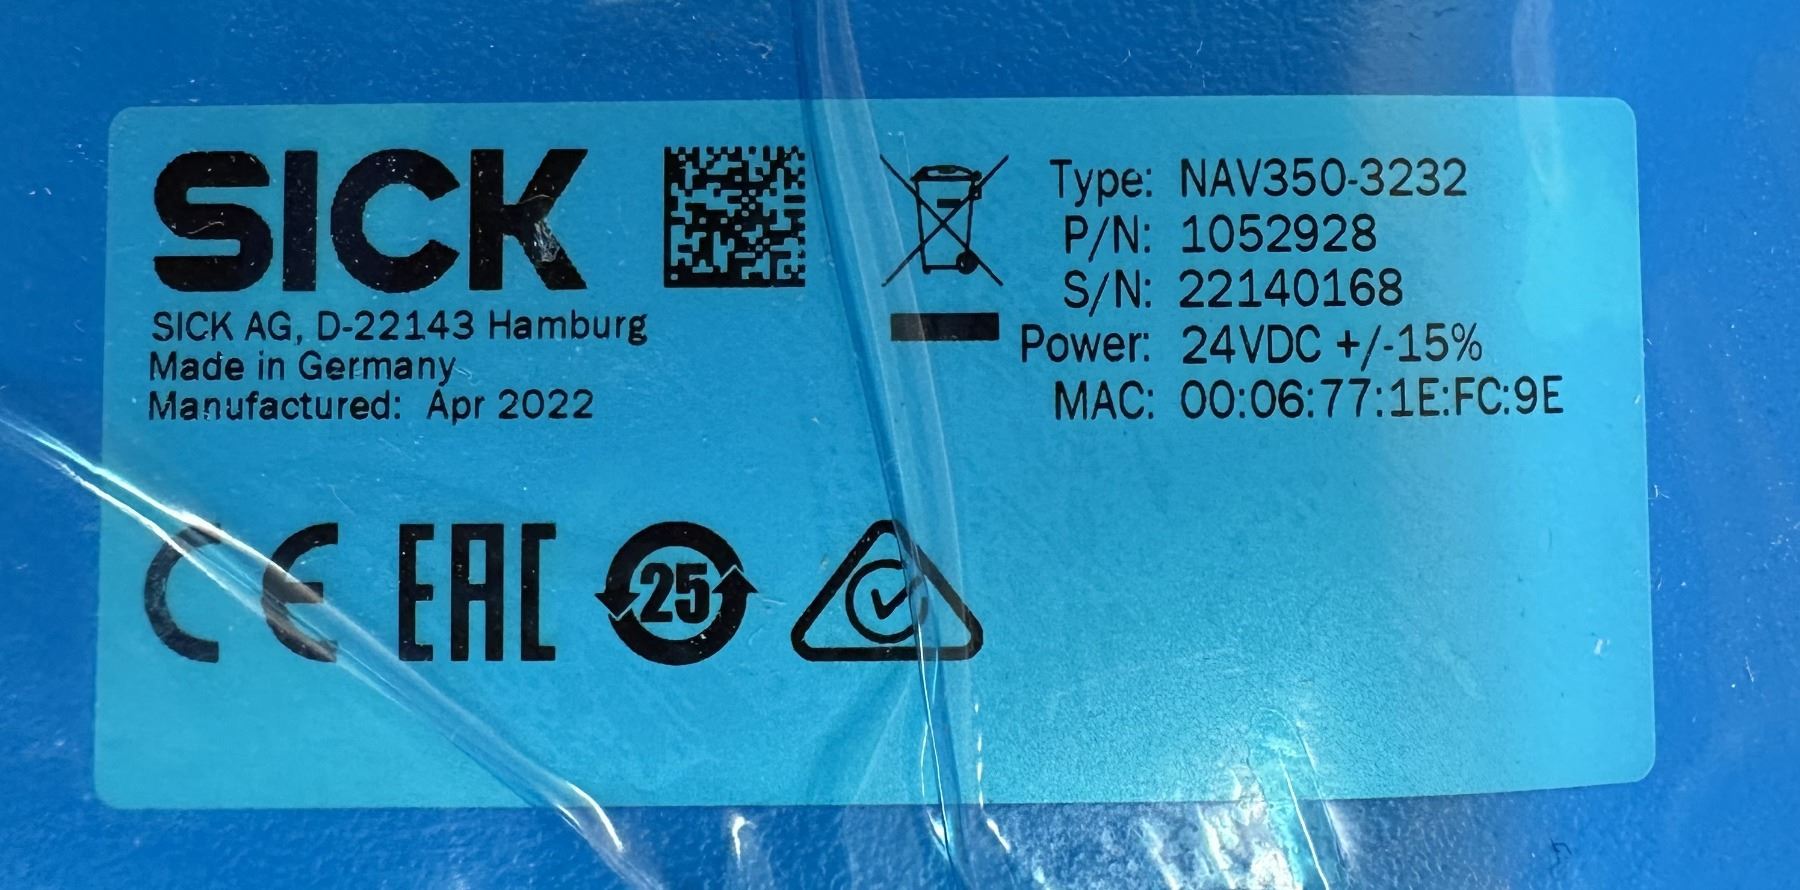 SICK
SICK AG, D-22143 Hamburg
Made in Germany
Manufactured: Apr 2022
Type: NAV350-3232
P/N: 1052928
S/N: 22140168
Power: 24VDC +/-15%
MAC: 00:06:77:1E:FC:9E
CE EAC 25